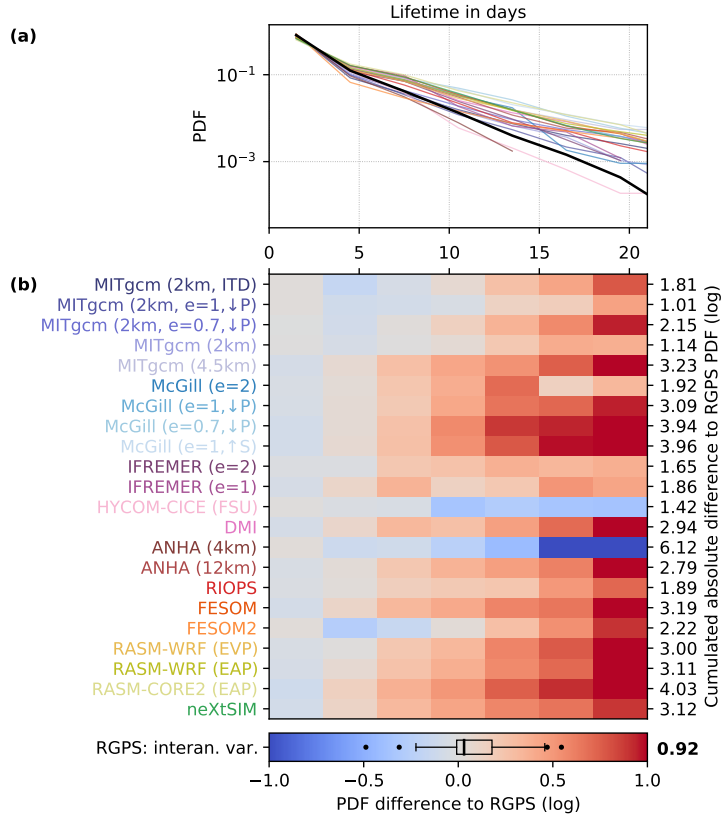 Lifetime in days
(a)
PDF
10⁻¹
10⁻³
0 5 10 15 20
(b)
MITgcm (2km, ITD) 1.81
MITgcm (2km, e=1,↓P) 1.01
MITgcm (2km, e=0.7,↓P) 2.15
MITgcm (2km) 1.14
MITgcm (4.5km) 3.23
McGill (e=2) 1.92
McGill (e=1,↓P) 3.09
McGill (e=0.7,↓P) 3.94
McGill (e=1,↑S) 3.96
IFREMER (e=2) 1.65
IFREMER (e=1) 1.86
HYCOM-CICE (FSU) 1.42
DMI 2.94
ANHA (4km) 6.12
ANHA (12km) 2.79
RIOPS 1.89
FESOM 3.19
FESOM2 2.22
RASM-WRF (EVP) 3.00
RASM-WRF (EAP) 3.11
RASM-CORE2 (EAP) 4.03
neXtSIM 3.12
Cumulated absolute difference to RGPS PDF (log)
RGPS: interan. var. 0.92
−1.0 −0.5 0.0 0.5 1.0
PDF difference to RGPS (log)